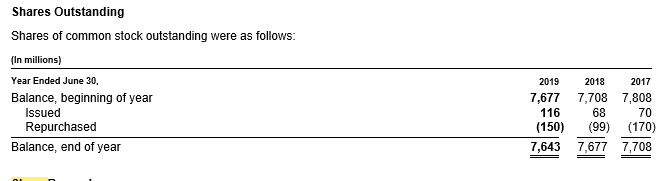 Shares Outstanding
Shares of common stock outstanding were as follows:
(In millions)
Year Ended June 30, 2019 2018 2017
Balance, beginning of year 7,677 7,708 7,808
Issued 116 68 70
Repurchased (150) (99) (170)
Balance, end of year 7,643 7,677 7,708